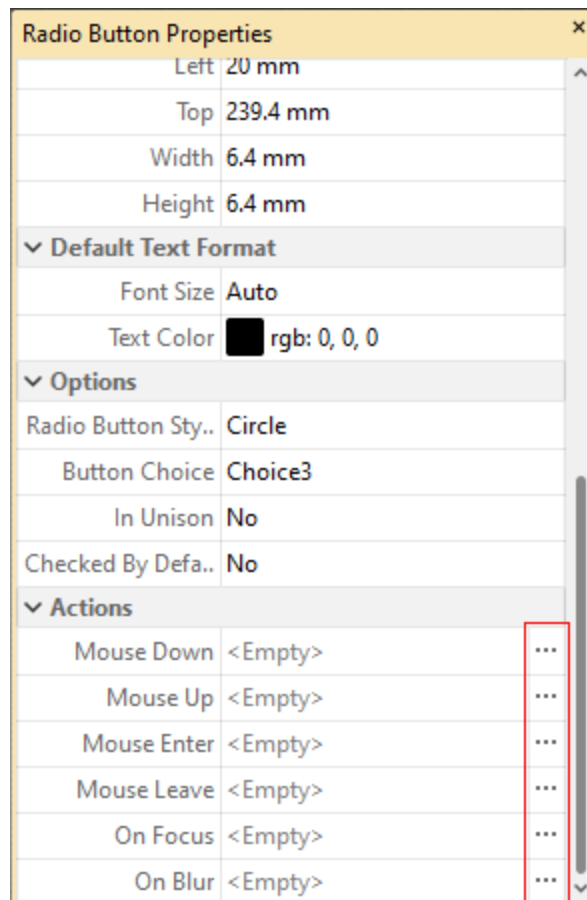 Radio Button Properties
Left 20 mm
Top 239.4 mm
Width 6.4 mm
Height 6.4 mm
Default Text Format
Font Size Auto
Text Color rgb: 0, 0, 0
Options
Radio Button Sty.. Circle
Button Choice Choice3
In Unison No
Checked By Defa.. No
Actions
Mouse Down <Empty> ...
Mouse Up <Empty> ...
Mouse Enter <Empty> ...
Mouse Leave <Empty> ...
On Focus <Empty> ...
On Blur <Empty> ...